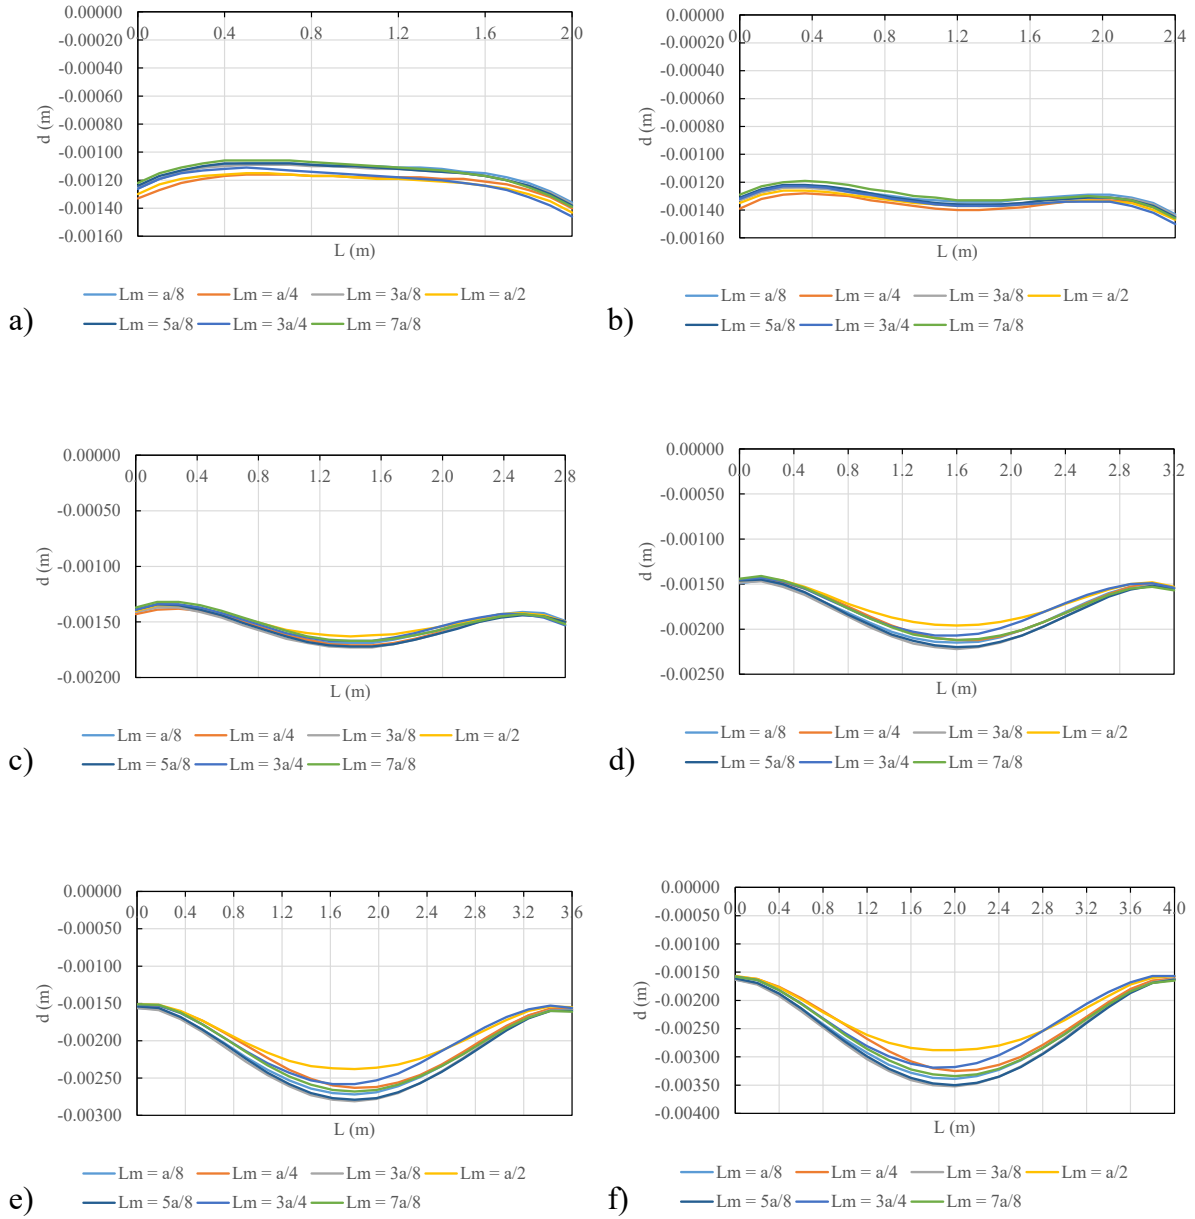 0.00000
-0.00020
-0.00040
-0.00060
-0.00080
-0.00100
-0.00120
-0.00140
-0.00160
0.0 0.4 0.8 1.2 1.6 2.0
d (m)
L (m)
Lm = a/8 Lm = a/4 Lm = 3a/8 Lm = a/2
Lm = 5a/8 Lm = 3a/4 Lm = 7a/8
a)
0.00000
-0.00020
-0.00040
-0.00060
-0.00080
-0.00100
-0.00120
-0.00140
-0.00160
0.0 0.4 0.8 1.2 1.6 2.0 2.4
d (m)
L (m)
Lm = a/8 Lm = a/4 Lm = 3a/8 Lm = a/2
Lm = 5a/8 Lm = 3a/4 Lm = 7a/8
b)
0.00000
-0.00050
-0.00100
-0.00150
-0.00200
0.0 0.4 0.8 1.2 1.6 2.0 2.4 2.8
d (m)
L (m)
Lm = a/8 Lm = a/4 Lm = 3a/8 Lm = a/2
Lm = 5a/8 Lm = 3a/4 Lm = 7a/8
c)
0.00000
-0.00050
-0.00100
-0.00150
-0.00200
-0.00250
0.0 0.4 0.8 1.2 1.6 2.0 2.4 2.8 3.2
d (m)
L (m)
Lm = a/8 Lm = a/4 Lm = 3a/8 Lm = a/2
Lm = 5a/8 Lm = 3a/4 Lm = 7a/8
d)
0.00000
-0.00050
-0.00100
-0.00150
-0.00200
-0.00250
-0.00300
0.0 0.4 0.8 1.2 1.6 2.0 2.4 2.8 3.2 3.6
d (m)
L (m)
Lm = a/8 Lm = a/4 Lm = 3a/8 Lm = a/2
Lm = 5a/8 Lm = 3a/4 Lm = 7a/8
e)
0.00000
-0.00050
-0.00100
-0.00150
-0.00200
-0.00250
-0.00300
-0.00350
-0.00400
0.0 0.4 0.8 1.2 1.6 2.0 2.4 2.8 3.2 3.6 4.0
d (m)
L (m)
Lm = a/8 Lm = a/4 Lm = 3a/8 Lm = a/2
Lm = 5a/8 Lm = 3a/4 Lm = 7a/8
f)